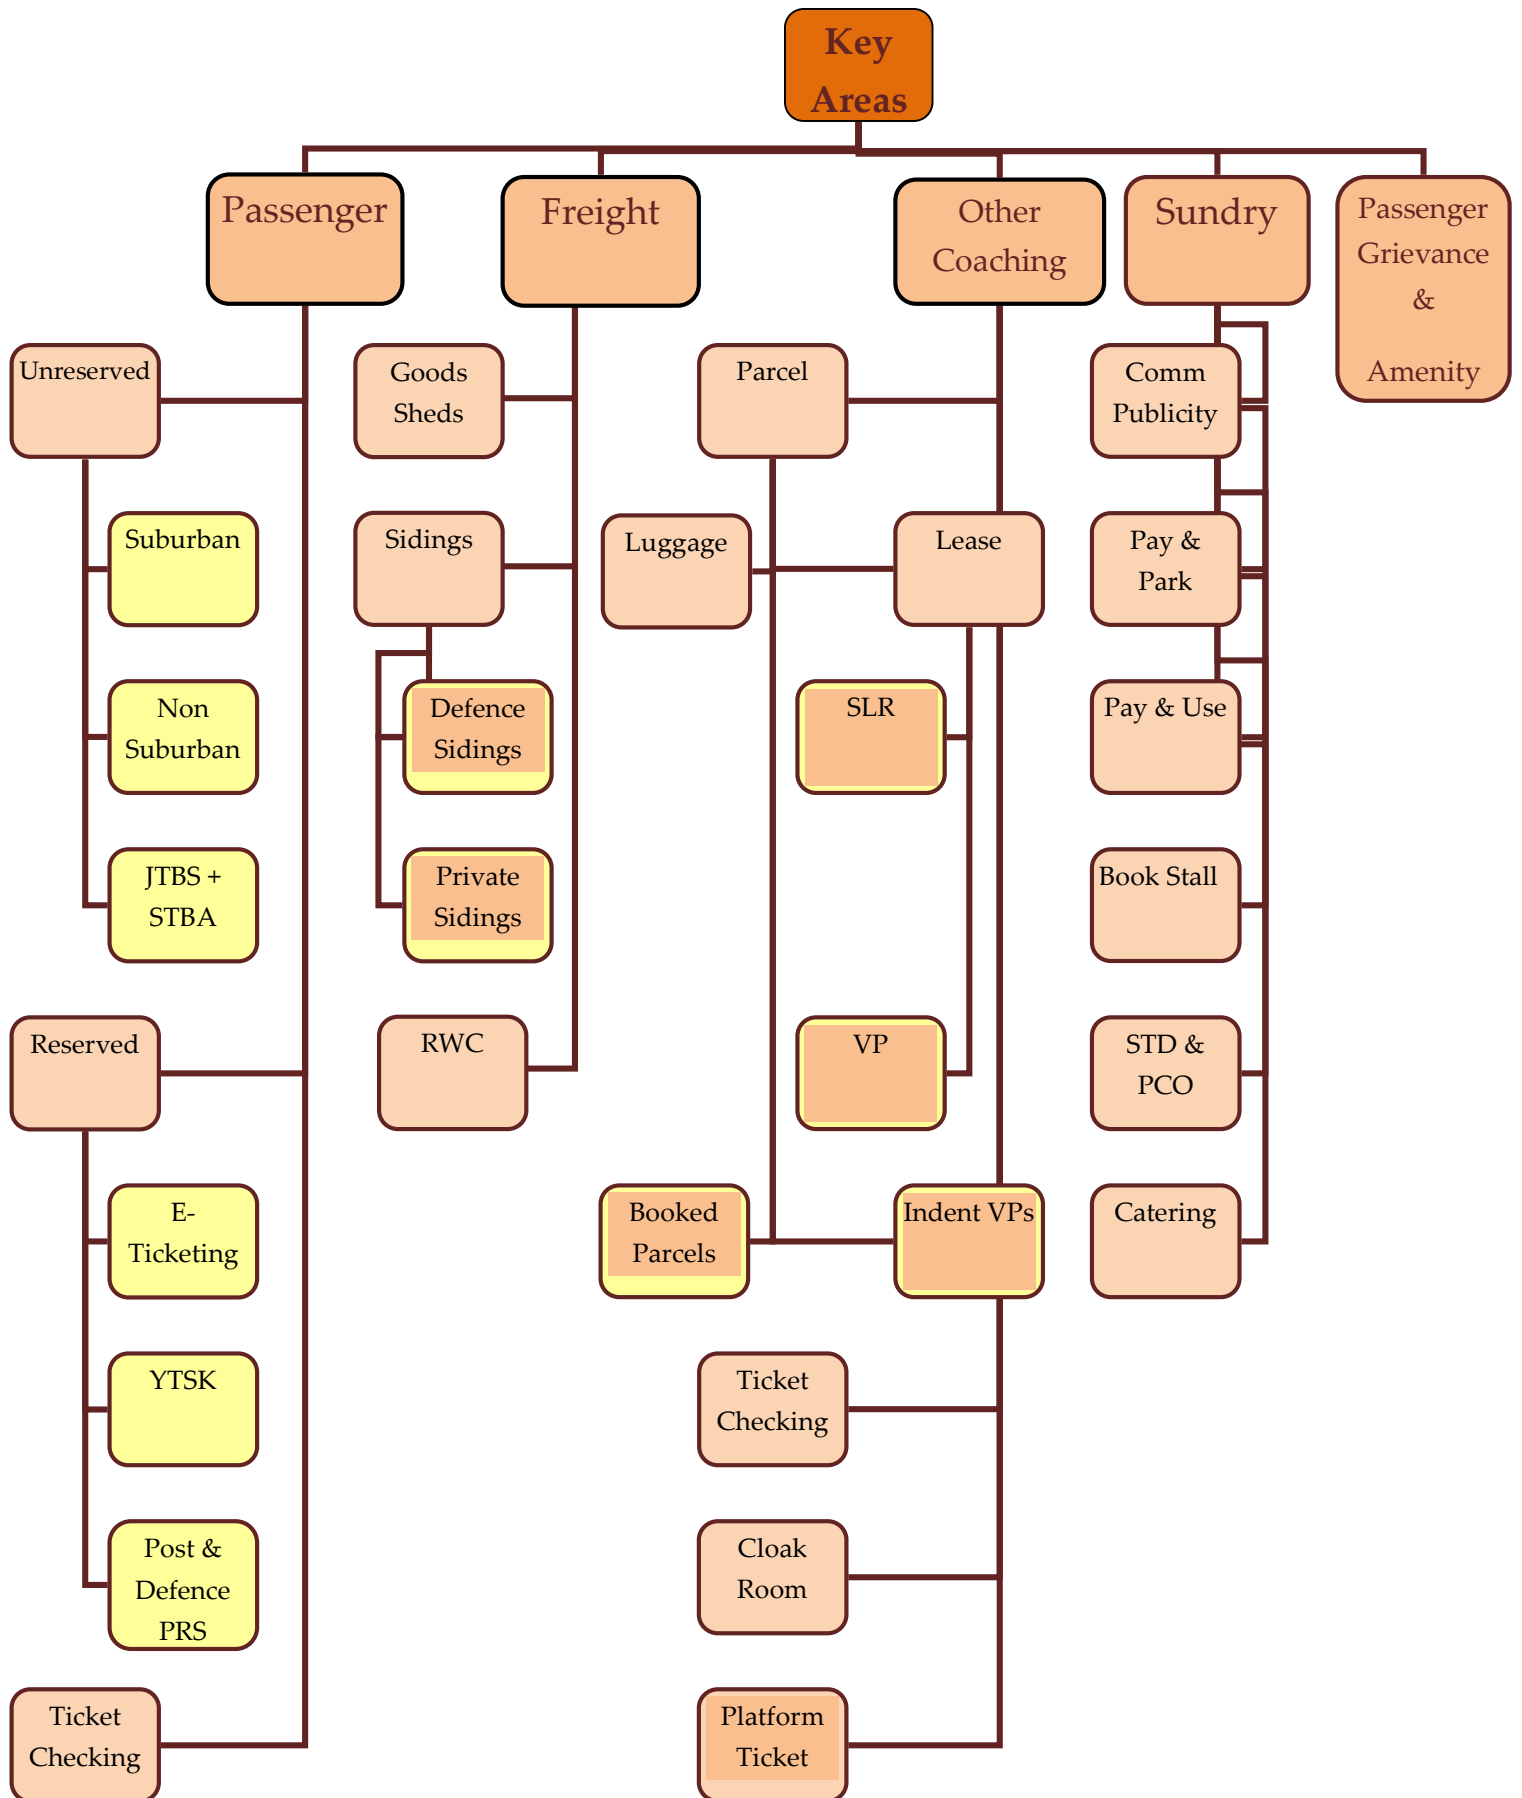 Key
Areas
Passenger
Freight
Other
Coaching
Sundry
Passenger
Grievance
&
Amenity
Unreserved
Suburban
Non
Suburban
JTBS +
STBA
Reserved
E-
Ticketing
YTSK
Post &
Defence
PRS
Ticket
Checking
Goods
Sheds
Sidings
Defence
Sidings
Private
Sidings
RWC
Parcel
Luggage
Lease
SLR
VP
Booked
Parcels
Indent VPs
Ticket
Checking
Cloak
Room
Platform
Ticket
Comm
Publicity
Pay &
Park
Pay & Use
Book Stall
STD &
PCO
Catering